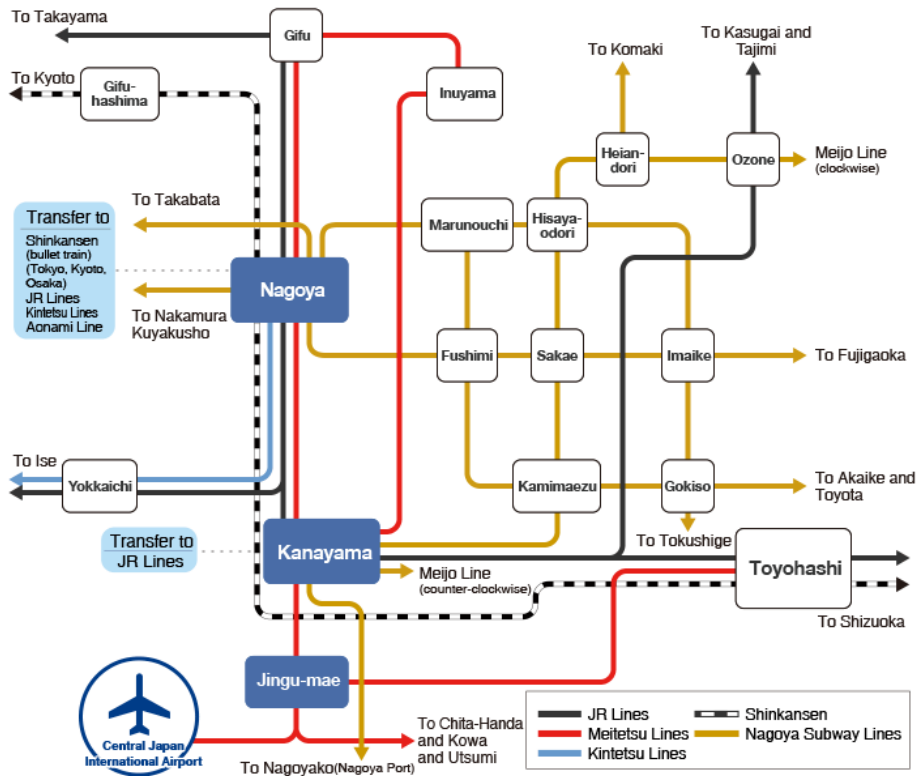 To Takayama
Gifu
To Kyoto
Gifu-
hashima
Inuyama
To Komaki
To Kasugai and
Tajimi
Heian-
dori
Ozone
Meijo Line
(clockwise)
To Takabata
Marunouchi
Hisaya-
odori
Transfer to
Shinkansen
(bullet train)
(Tokyo, Kyoto,
Osaka)
JR Lines
Kintetsu Lines
Aonami Line
Nagoya
To Nakamura
Kuyakusho
Fushimi
Sakae
Imaike
To Fujigaoka
To Ise
Yokkaichi
Kamimaezu
Gokiso
To Akaike and
Toyota
Transfer to
JR Lines
Kanayama
To Tokushige
Meijo Line
(counter-clockwise)
Toyohashi
To Shizuoka
Jingu-mae
Central Japan
International Airport
To Chita-Handa
and Kowa
and Utsumi
To Nagoyako(Nagoya Port)
JR Lines
Shinkansen
Meitetsu Lines
Nagoya Subway Lines
Kintetsu Lines